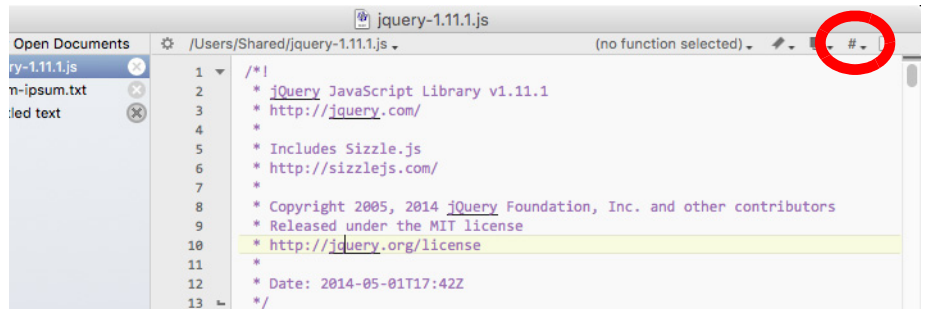 jquery-1.11.1.js
Open Documents
/Users/Shared/jquery-1.11.1.js
(no function selected)
#
ry-1.11.1.js
m-ipsum.txt
tled text
1 /*!
2 * jQuery JavaScript Library v1.11.1
3 * http://jquery.com/
4 *
5 * Includes Sizzle.js
6 * http://sizzlejs.com/
7 *
8 * Copyright 2005, 2014 jQuery Foundation, Inc. and other contributors
9 * Released under the MIT license
10 * http://jquery.org/license
11 *
12 * Date: 2014-05-01T17:42Z
13 */